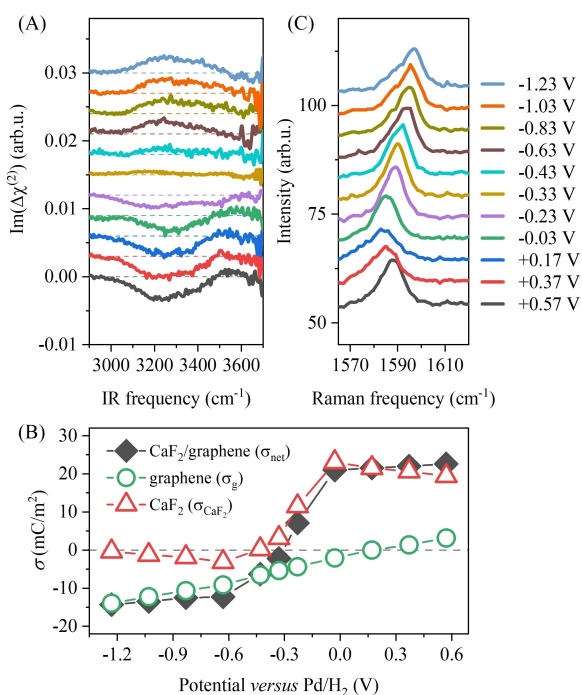 (A)
(C)
Im(Δχ(2)) (arb.u.)
0.03
0.02
0.01
0.00
-0.01
3000 3200 3400 3600
IR frequency (cm-1)
Intensity (arb.u.)
100
75
50
1570 1590 1610
Raman frequency (cm-1)
-1.23 V
-1.03 V
-0.83 V
-0.63 V
-0.43 V
-0.33 V
-0.23 V
-0.03 V
+0.17 V
+0.37 V
+0.57 V
(B)
σ (mC/m2)
30
20
10
0
-10
-20
CaF2/graphene (σnet)
graphene (σg)
CaF2 (σCaF2)
-1.2 -0.9 -0.6 -0.3 0.0 0.3 0.6
Potential versus Pd/H2 (V)